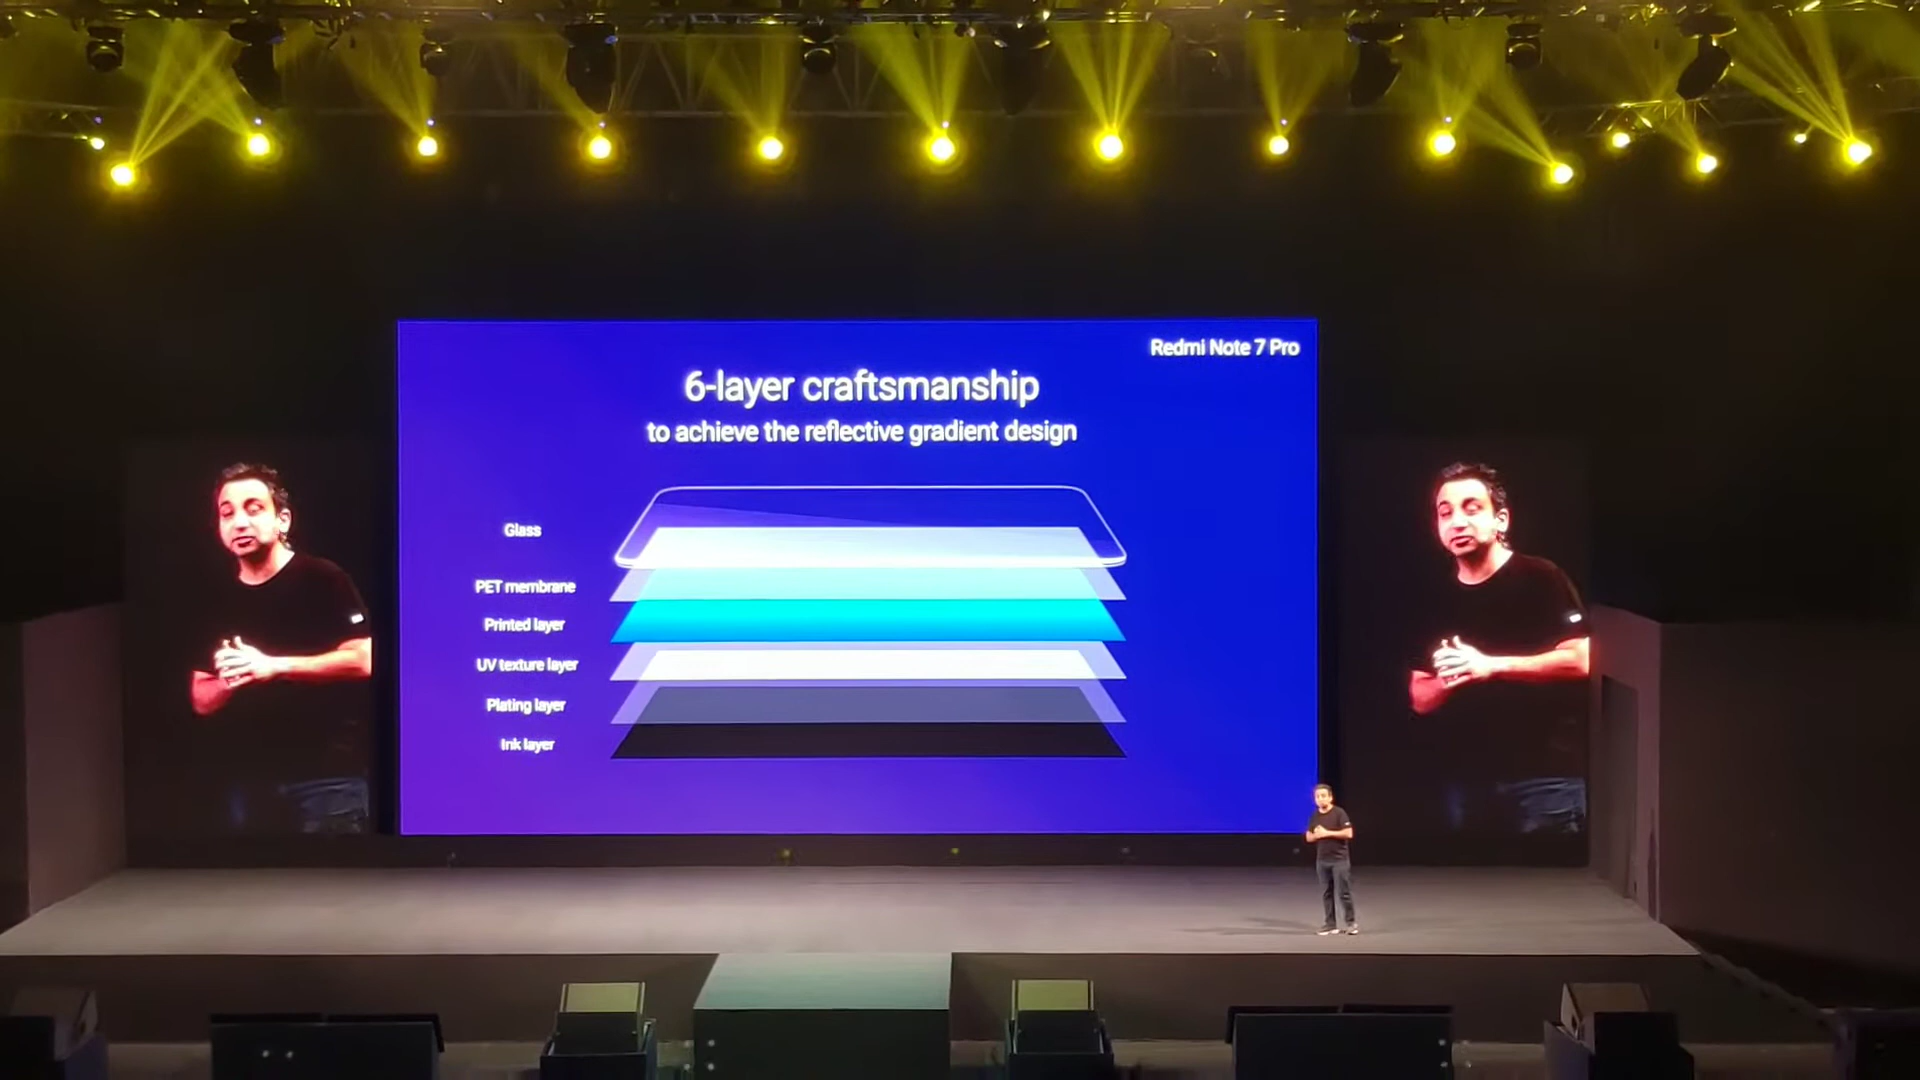 Redmi Note 7 Pro
6-layer craftsmanship
to achieve the reflective gradient design
Glass
PET membrane
Printed layer
UV texture layer
Plating layer
Ink layer